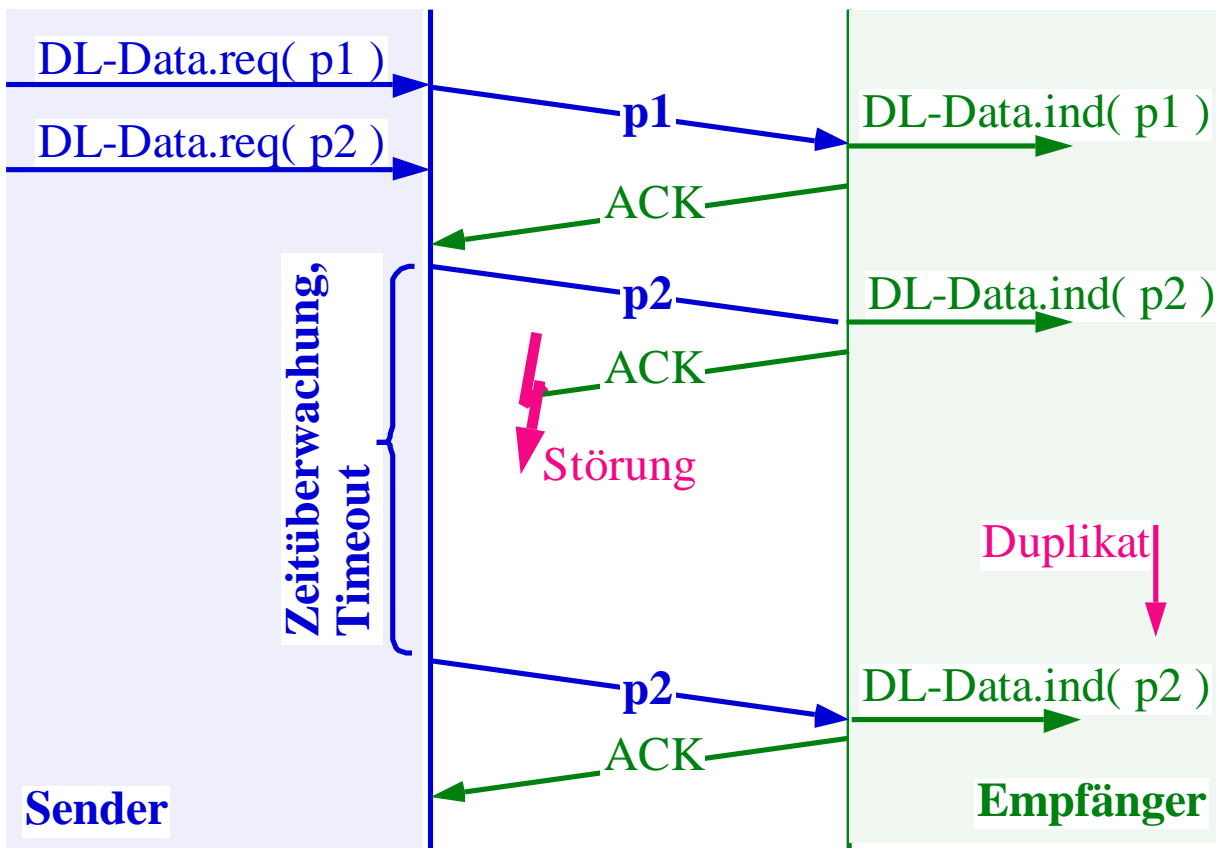 DL-Data.req( p1 )
p1
DL-Data.ind( p1 )
DL-Data.req( p2 )
ACK
p2
DL-Data.ind( p2 )
ACK
Störung
Zeitüberwachung,
Timeout
Duplikat
p2
DL-Data.ind( p2 )
ACK
Sender
Empfänger